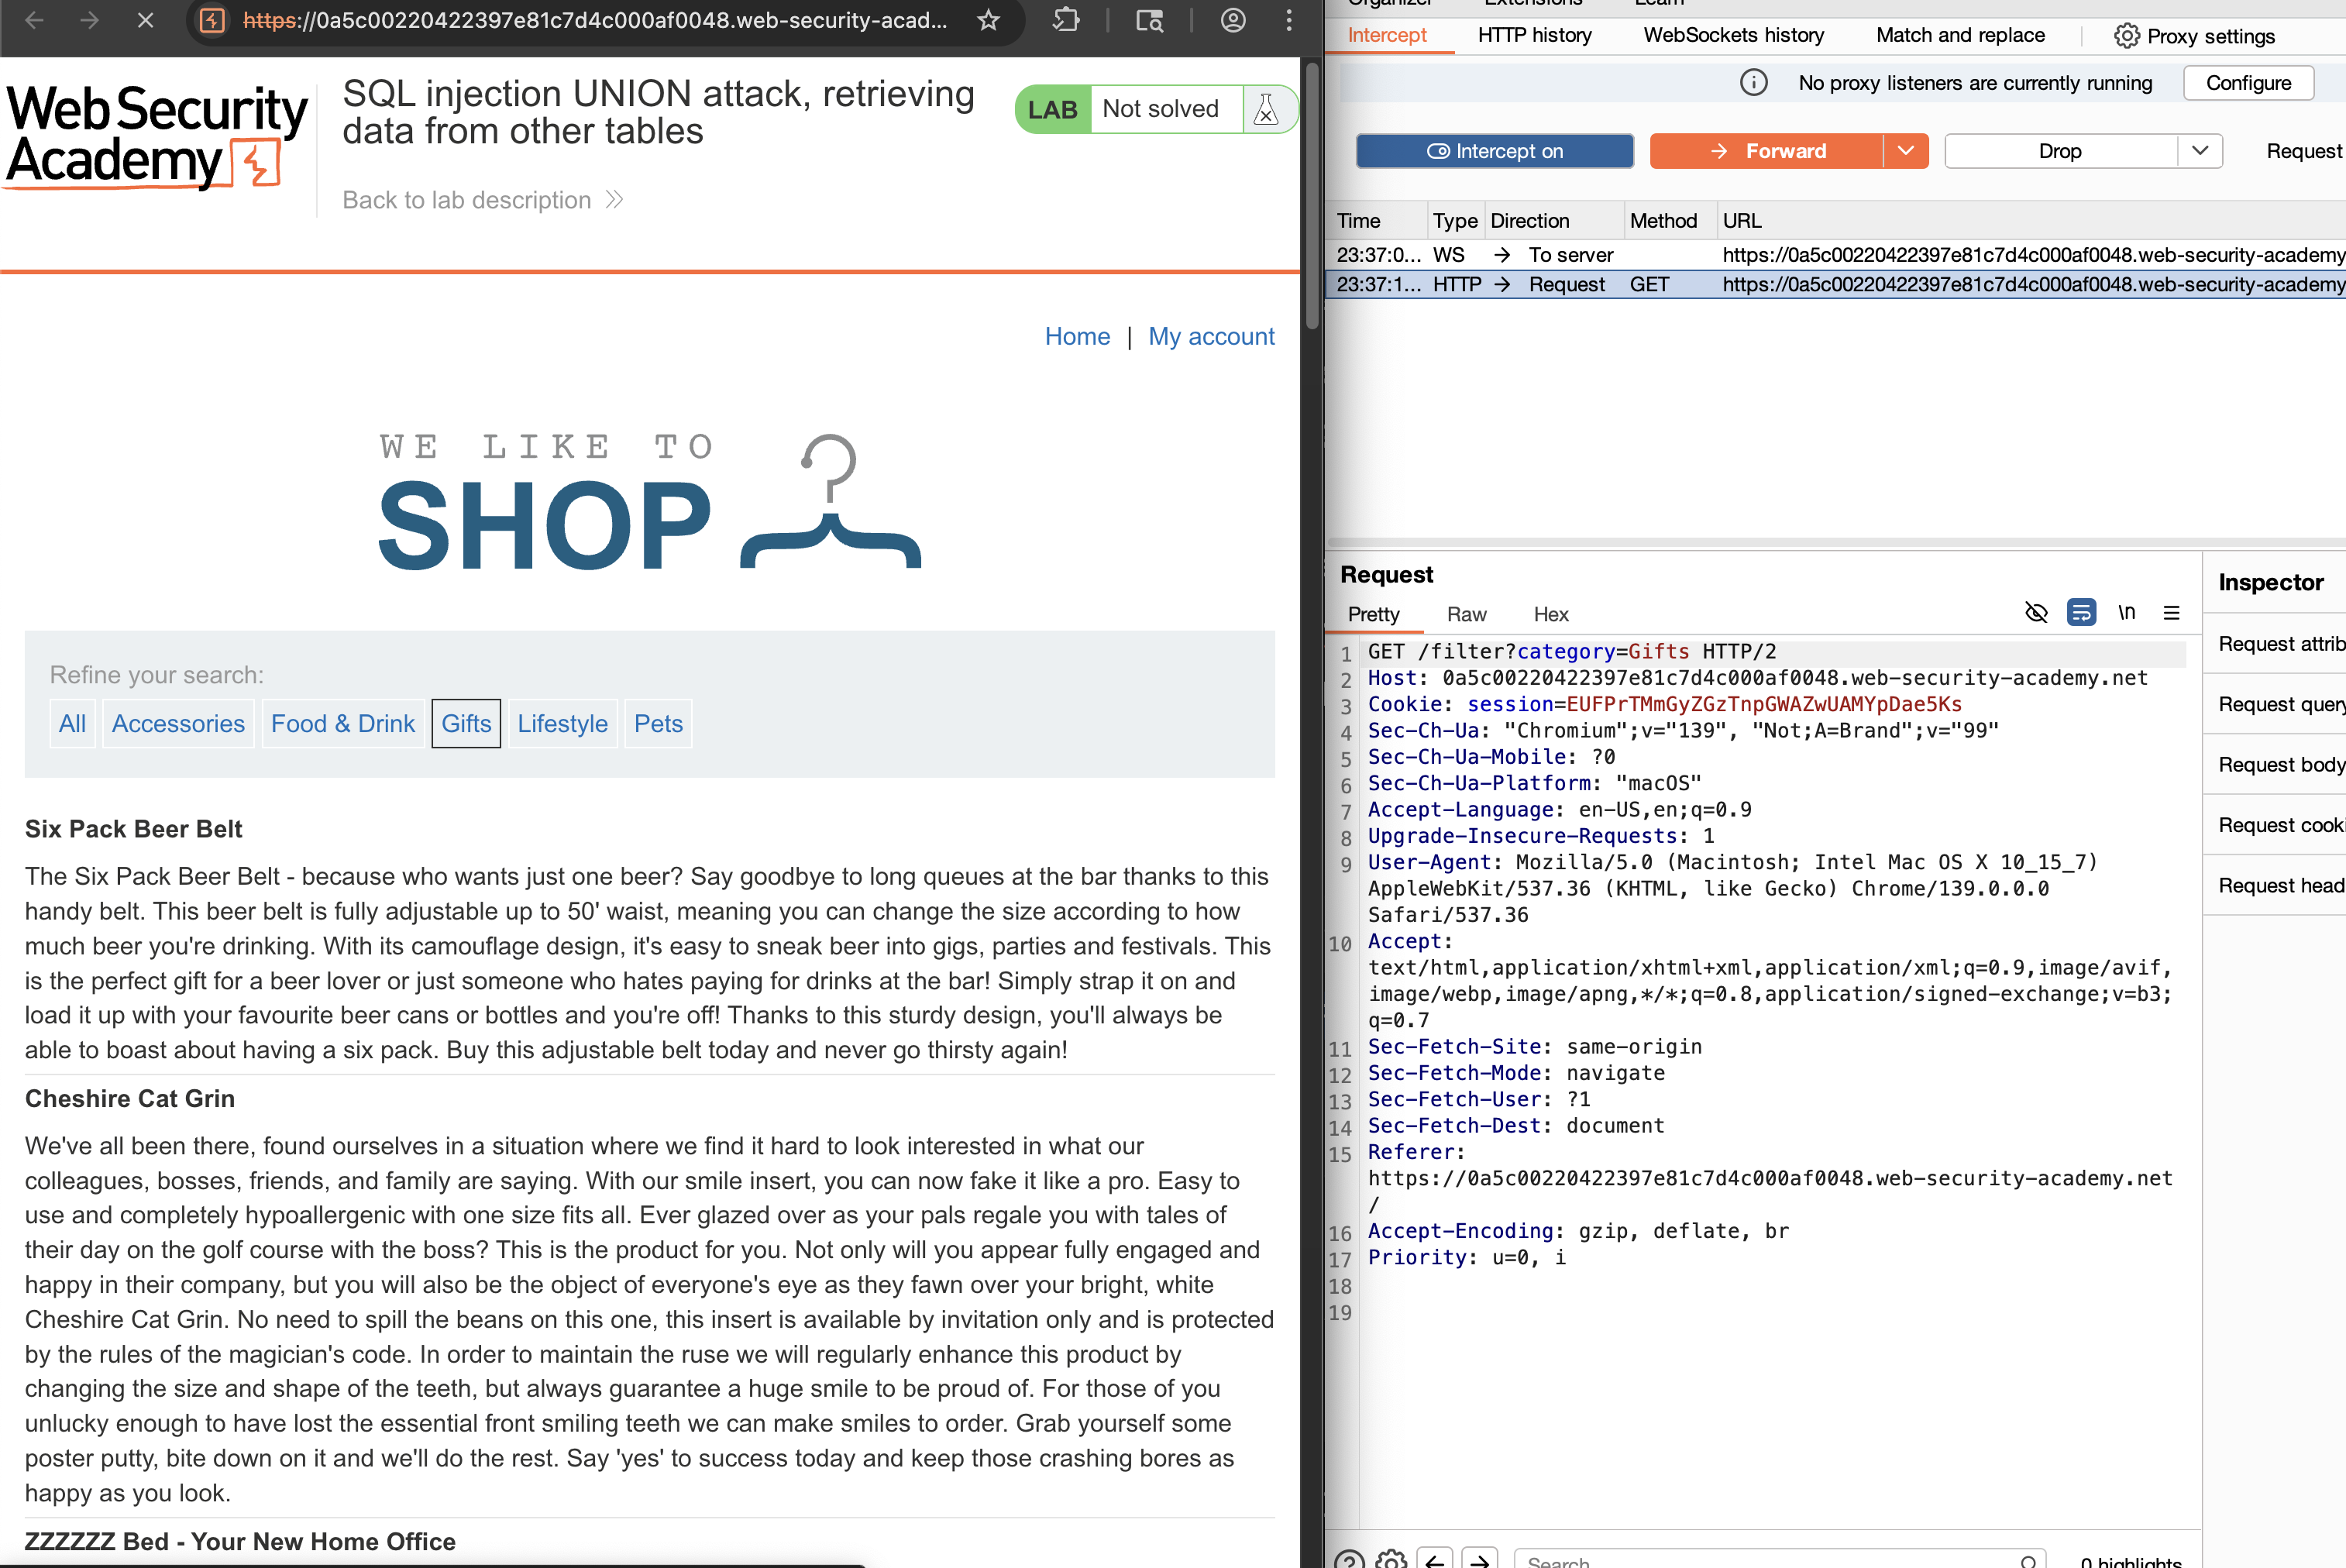 https://0a5c00220422397e81c7d4c000af0048.web-security-acad...
Web Security
Academy
SQL injection UNION attack, retrieving
data from other tables
Back to lab description
LAB Not solved
Home | My account
WE LIKE TO
SHOP
Refine your search:
All Accessories Food & Drink Gifts Lifestyle Pets
Six Pack Beer Belt
The Six Pack Beer Belt - because who wants just one beer? Say goodbye to long queues at the bar thanks to this
handy belt. This beer belt is fully adjustable up to 50' waist, meaning you can change the size according to how
much beer you're drinking. With its camouflage design, it's easy to sneak beer into gigs, parties and festivals. This
is the perfect gift for a beer lover or just someone who hates paying for drinks at the bar! Simply strap it on and
load it up with your favourite beer cans or bottles and you're off! Thanks to this sturdy design, you'll always be
able to boast about having a six pack. Buy this adjustable belt today and never go thirsty again!
Cheshire Cat Grin
We've all been there, found ourselves in a situation where we find it hard to look interested in what our
colleagues, bosses, friends, and family are saying. With our smile insert, you can now fake it like a pro. Easy to
use and completely hypoallergenic with one size fits all. Ever glazed over as your pals regale you with tales of
their day on the golf course with the boss? This is the product for you. Not only will you appear fully engaged and
happy in their company, but you will also be the object of everyone's eye as they fawn over your bright, white
Cheshire Cat Grin. No need to spill the beans on this one, this insert is available by invitation only and is protected
by the rules of the magician's code. In order to maintain the ruse we will regularly enhance this product by
changing the size and shape of the teeth, but always guarantee a huge smile to be proud of. For those of you
unlucky enough to have lost the essential front smiling teeth we can make smiles to order. Grab yourself some
poster putty, bite down on it and we'll do the rest. Say 'yes' to success today and keep those crashing bores as
happy as you look.
ZZZZZZ Bed - Your New Home Office
Organizer Extensions Learn
Intercept HTTP history WebSockets history Match and replace Proxy settings
No proxy listeners are currently running Configure
Intercept on Forward Drop Request
Time Type Direction Method URL
23:37:0... WS → To server https://0a5c00220422397e81c7d4c000af0048.web-security-academy
23:37:1... HTTP → Request GET https://0a5c00220422397e81c7d4c000af0048.web-security-academy
Request
Pretty Raw Hex \n
1 GET /filter?category=Gifts HTTP/2
2 Host: 0a5c00220422397e81c7d4c000af0048.web-security-academy.net
3 Cookie: session=EUFPrTMmGyZGzTnpGWAZwUAMYpDae5Ks
4 Sec-Ch-Ua: "Chromium";v="139", "Not;A=Brand";v="99"
5 Sec-Ch-Ua-Mobile: ?0
6 Sec-Ch-Ua-Platform: "macOS"
7 Accept-Language: en-US,en;q=0.9
8 Upgrade-Insecure-Requests: 1
9 User-Agent: Mozilla/5.0 (Macintosh; Intel Mac OS X 10_15_7)
AppleWebKit/537.36 (KHTML, like Gecko) Chrome/139.0.0.0
Safari/537.36
10 Accept:
text/html,application/xhtml+xml,application/xml;q=0.9,image/avif,
image/webp,image/apng,*/*;q=0.8,application/signed-exchange;v=b3;
q=0.7
11 Sec-Fetch-Site: same-origin
12 Sec-Fetch-Mode: navigate
13 Sec-Fetch-User: ?1
14 Sec-Fetch-Dest: document
15 Referer:
https://0a5c00220422397e81c7d4c000af0048.web-security-academy.net
/
16 Accept-Encoding: gzip, deflate, br
17 Priority: u=0, i
18
19
Inspector
Request attrib
Request query
Request body
Request cooki
Request head
Search 0 highlights